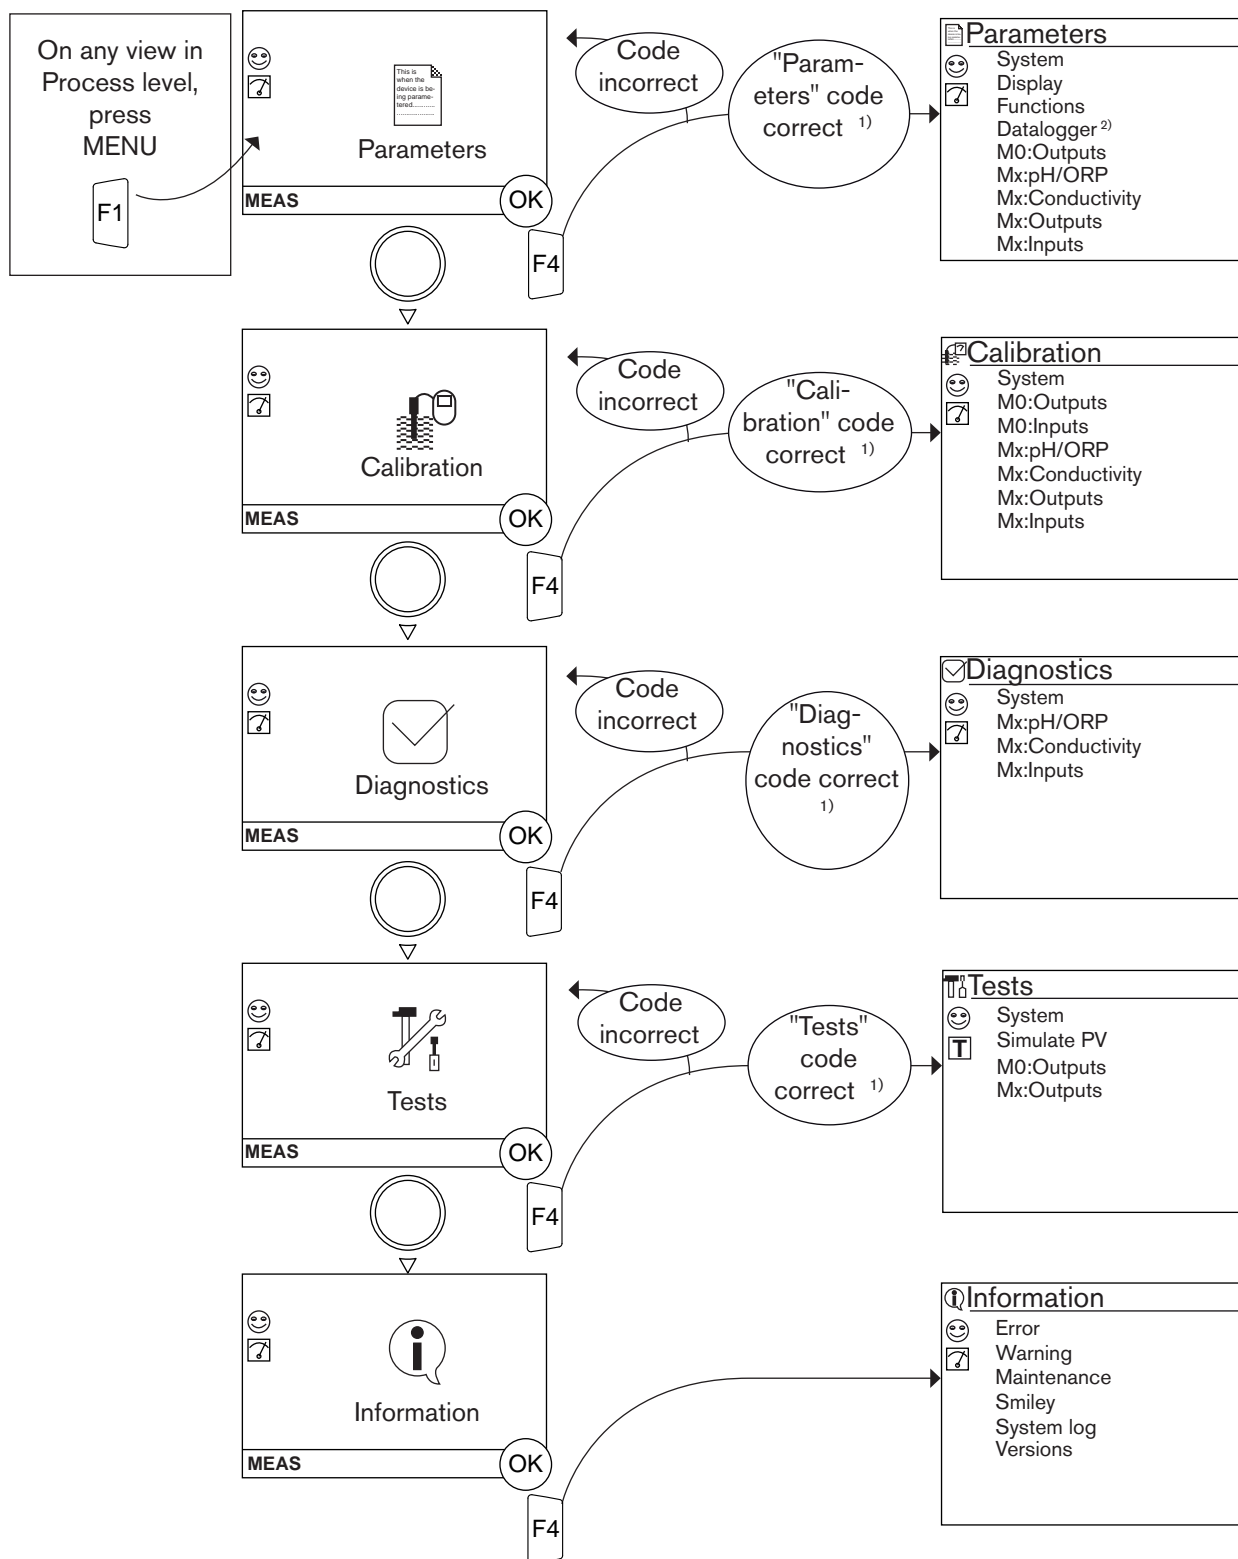 On any view in
Process level,
press
MENU
F1
This is
when the
device is be-
ing parame-
tered............
......................
Parameters
MEAS
OK
F4
Code
incorrect
"Param-
eters" code
correct 1)
Parameters
System
Display
Functions
Datalogger 2)
M0:Outputs
Mx:pH/ORP
Mx:Conductivity
Mx:Outputs
Mx:Inputs
Calibration
MEAS
OK
F4
Code
incorrect
"Cali-
bration" code
correct 1)
Calibration
System
M0:Outputs
M0:Inputs
Mx:pH/ORP
Mx:Conductivity
Mx:Outputs
Mx:Inputs
Diagnostics
MEAS
OK
F4
Code
incorrect
"Diag-
nostics"
code correct
1)
Diagnostics
System
Mx:pH/ORP
Mx:Conductivity
Mx:Inputs
Tests
MEAS
OK
F4
Code
incorrect
"Tests"
code
correct 1)
Tests
System
T
Simulate PV
M0:Outputs
Mx:Outputs
Information
MEAS
OK
F4
Information
Error
Warning
Maintenance
Smiley
System log
Versions